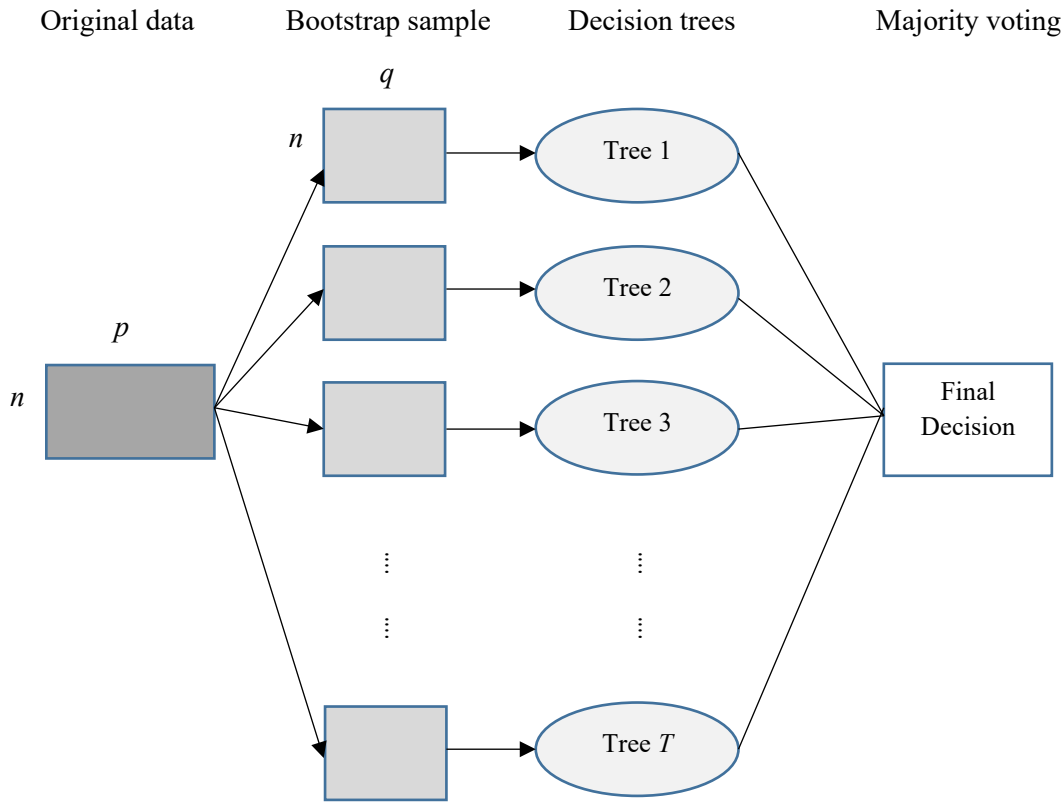 Original data
Bootstrap sample
Decision trees
Majority voting
q
n
Tree 1
Tree 2
p
n
Tree 3
Final
Decision
Tree T